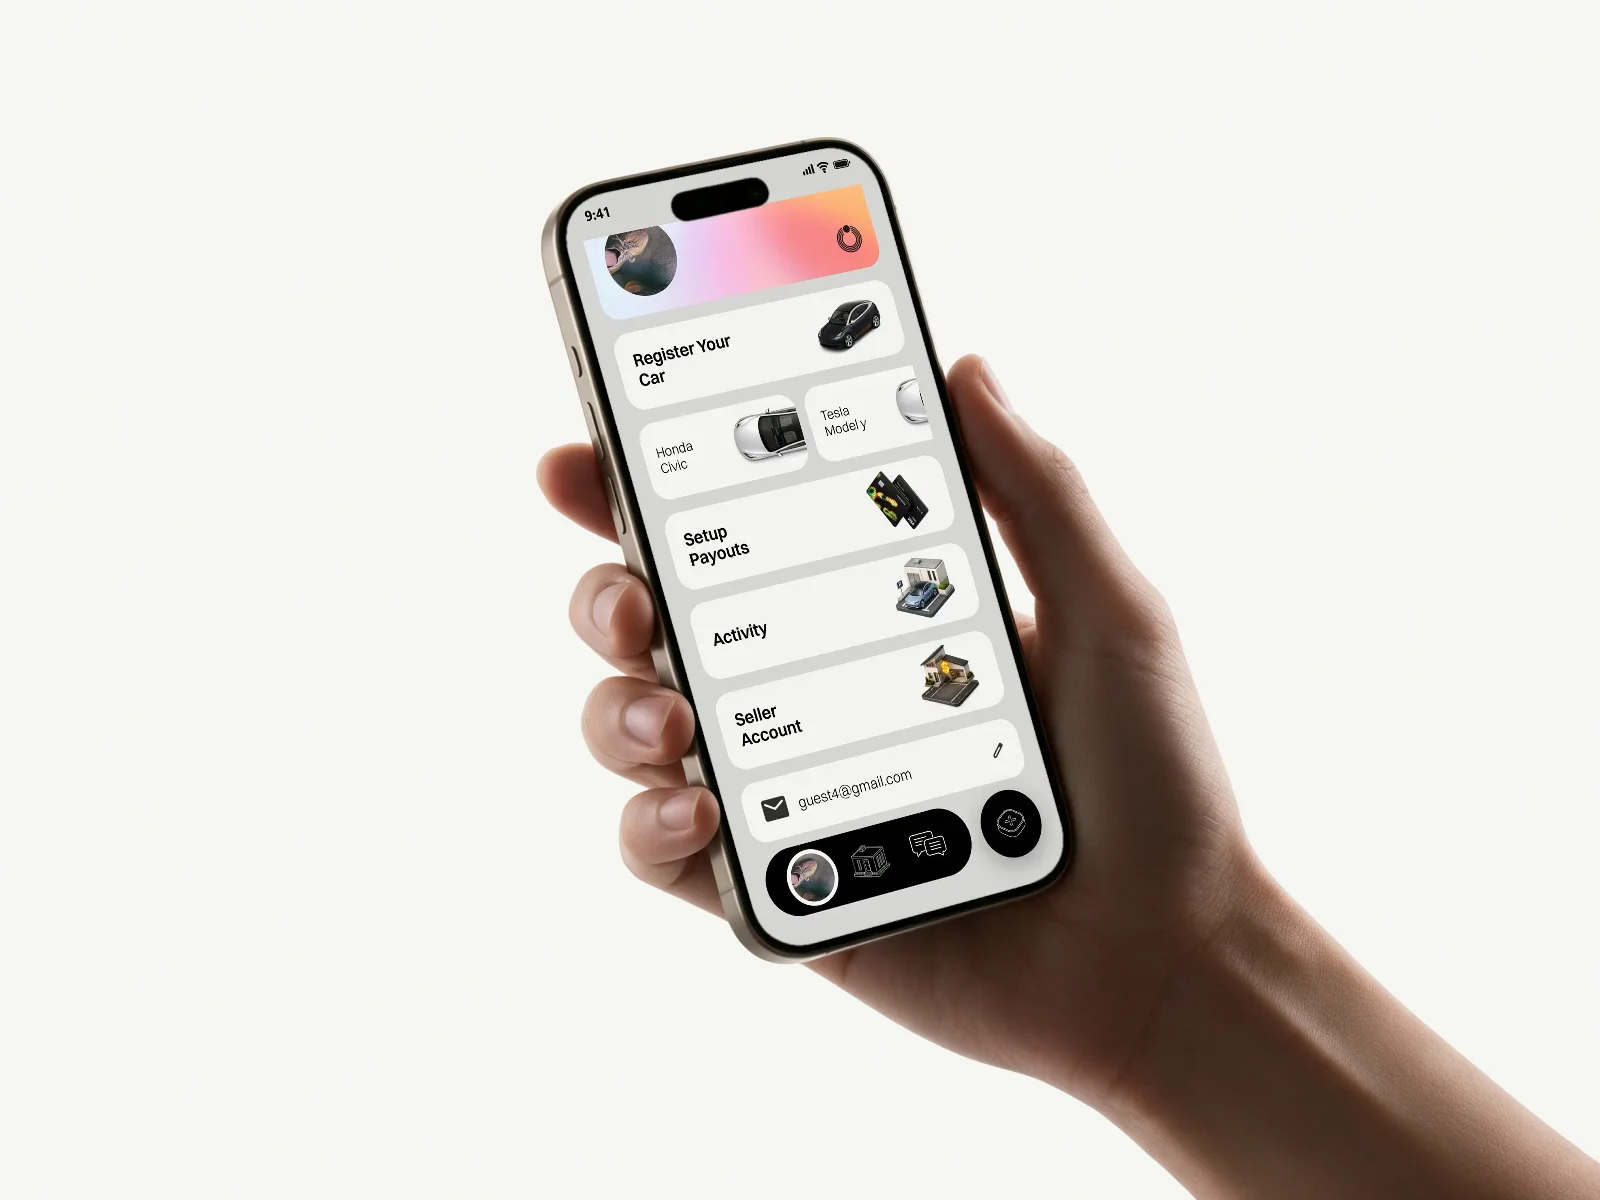 9:41
Register Your
Car
Honda
Civic
Tesla
Model y
Setup
Payouts
Activity
Seller
Account
guest4@gmail.com